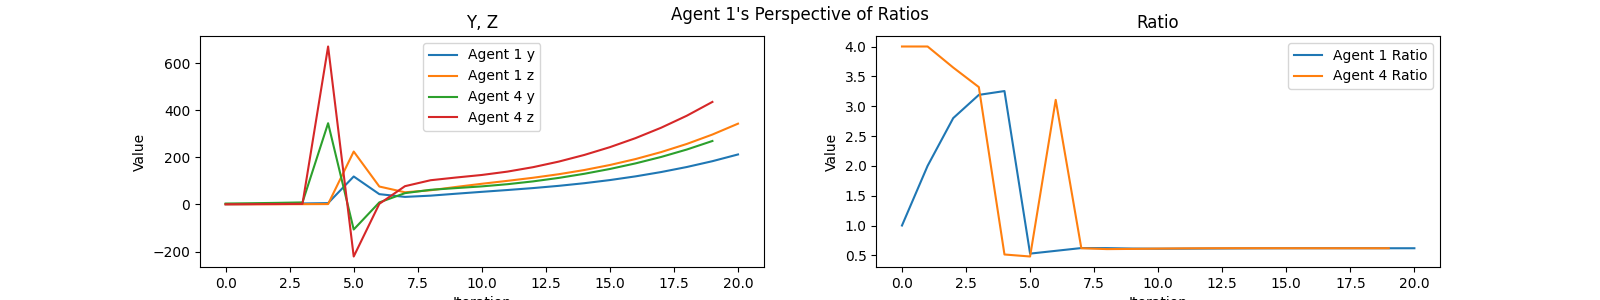 Agent 1's Perspective of Ratios
Y, Z
Value
600
400
200
0
−200
Agent 1 y
Agent 1 z
Agent 4 y
Agent 4 z
0.0 2.5 5.0 7.5 10.0 12.5 15.0 17.5 20.0
Iteration
Ratio
Value
4.0
3.5
3.0
2.5
2.0
1.5
1.0
0.5
Agent 1 Ratio
Agent 4 Ratio
0.0 2.5 5.0 7.5 10.0 12.5 15.0 17.5 20.0
Iteration